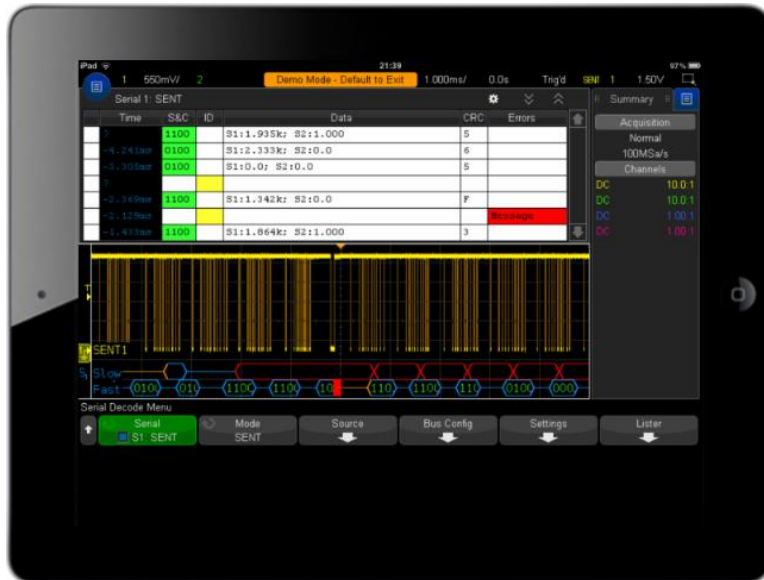 iPad 21:39 97%
1 550mV/ 2 Demo Mode - Default to Exit 1.000ms/ 0.0s Trig'd SENT 1 1.50V
Serial 1: SENT
Time S&C ID Data CRC Errors
? 1100 S1:1.935k; S2:1.000 5
-4.241ms 0100 S1:2.333k; S2:1.000 6
-3.305ms 0100 S1:0.0; S2:0.0 5
?
-2.369ms 1100 S1:1.342k; S2:0.0 F
-2.129ms Message
-1.433ms 1100 S1:1.864k; S2:1.000 3
Summary
Acquisition
Normal
100MSa/s
Channels
DC 10.0:1
DC 10.0:1
DC 1.00:1
DC 1.00:1
T
SENT1
S1 Slow
Fast 0100 010 1100 1100 10 110 1100 110 0100 000
Serial Decode Menu
Serial
S1: SENT
Mode
SENT
Source
Bus Config
Settings
Lister